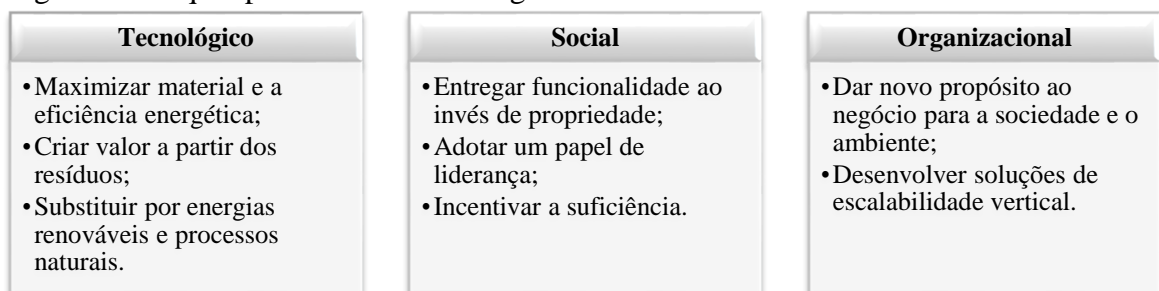 Tecnológico
•Maximizar material e a
eficiência energética;
•Criar valor a partir dos
resíduos;
•Substituir por energias
renováveis e processos
naturais.
Social
•Entregar funcionalidade ao
invés de propriedade;
•Adotar um papel de
liderança;
•Incentivar a suficiência.
Organizacional
•Dar novo propósito ao
negócio para a sociedade e o
ambiente;
•Desenvolver soluções de
escalabilidade vertical.